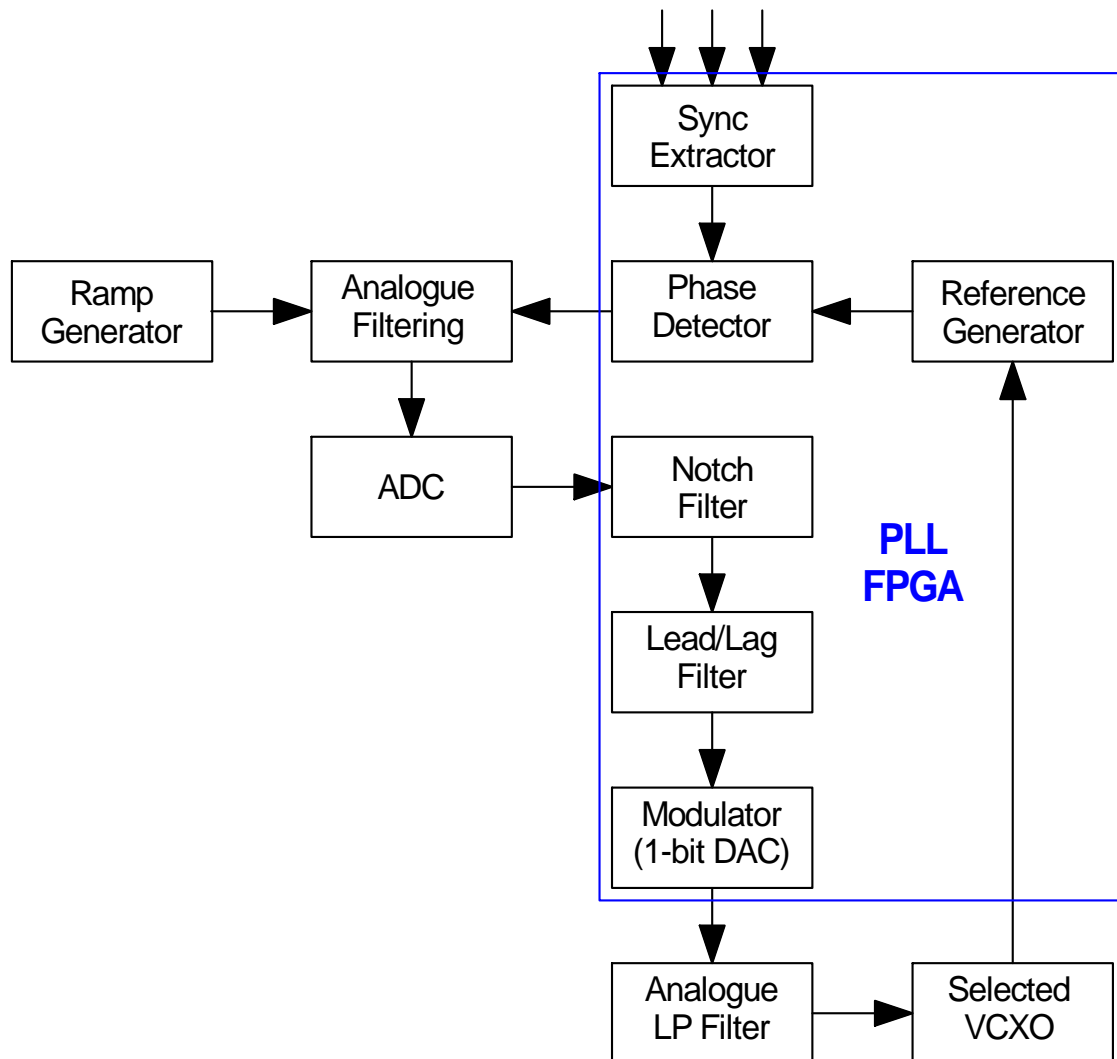 Sync
Extractor
Ramp
Generator
Analogue
Filtering
Phase
Detector
Reference
Generator
ADC
Notch
Filter
PLL
FPGA
Lead/Lag
Filter
Modulator
(1-bit DAC)
Analogue
LP Filter
Selected
VCXO